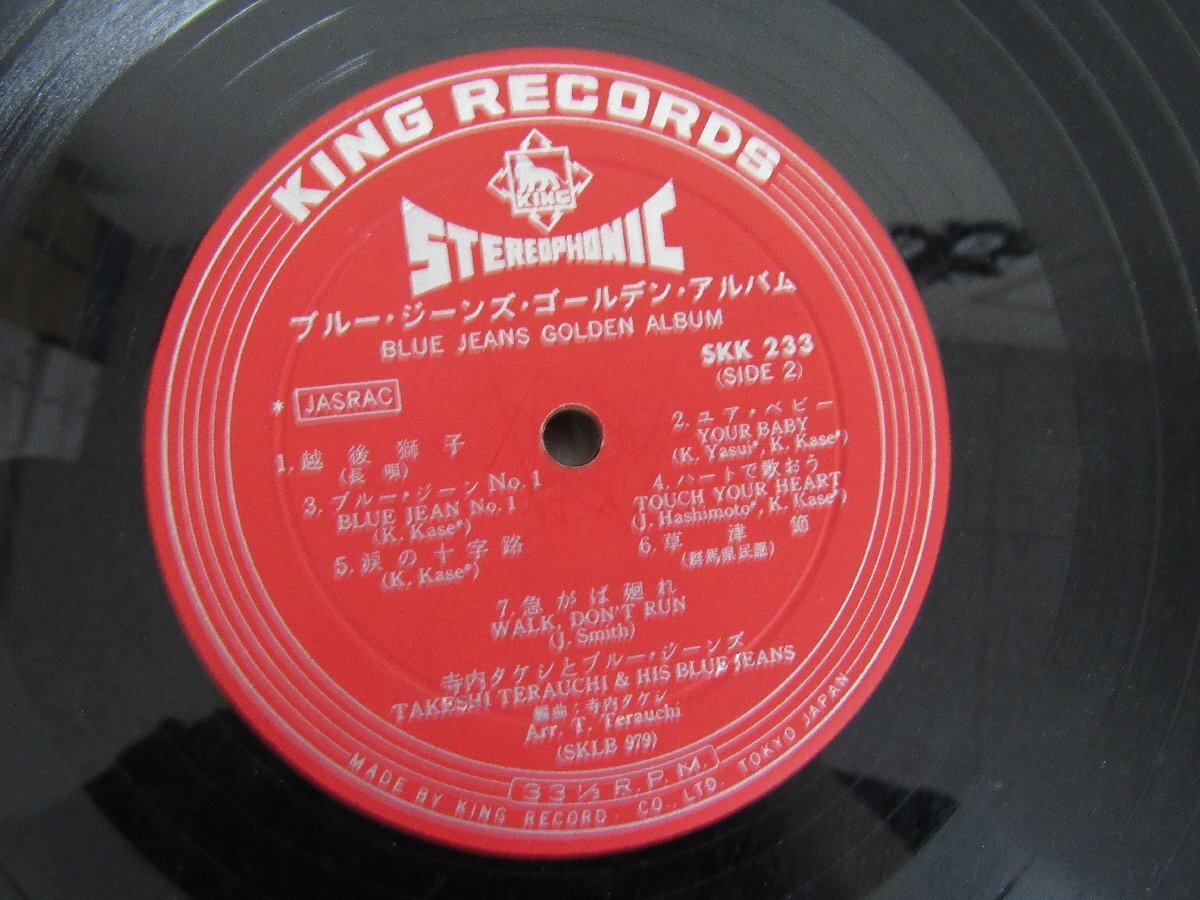 KING RECORDS
KING
STEREOPHONIC
ブルー・ジーンズ・ゴールデン・アルバム
BLUE JEANS GOLDEN ALBUM
SKK 233
(SIDE 2)
* JASRAC
1. 越後獅子
(長唄)
2. ユア・ベビー
YOUR BABY
(K. Yasui*, K. Kase*)
3. ブルー・ジーン No. 1
BLUE JEAN No. 1
(K. Kase*)
4. ハートで歌おう
TOUCH YOUR HEART
(J. Hashimoto*, K. Kase*)
5. 涙の十字路
(K. Kase*)
6. 草津節
(群馬県民謡)
7. 急がば廻れ
WALK, DON'T RUN
(J. Smith)
寺内タケシとブルー・ジーンズ
TAKESHI TERAUCHI & HIS BLUE JEANS
編曲：寺内タケシ
Arr. T. Terauchi
(SKLB 979)
33 1/3 R.P.M.
MADE BY KING RECORD CO., LTD. TOKYO JAPAN